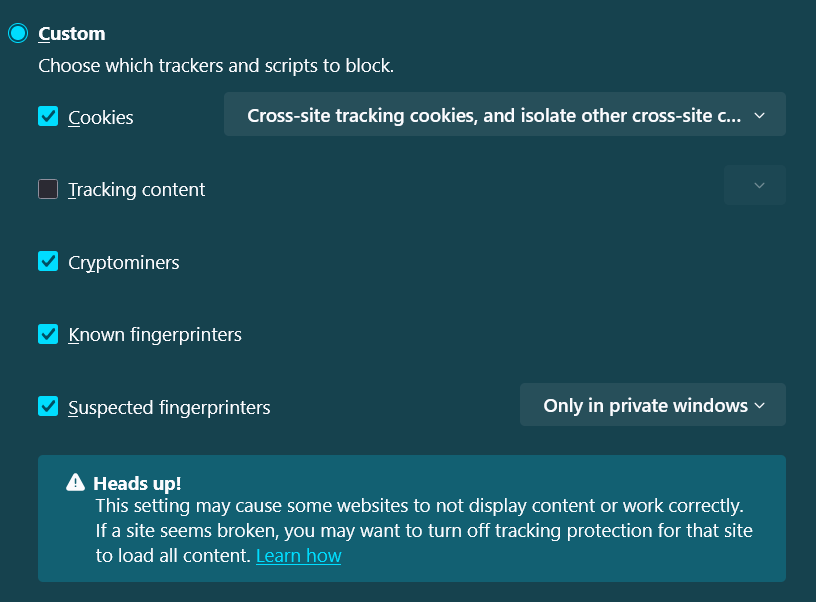 Custom
Choose which trackers and scripts to block.
Cookies
Cross-site tracking cookies, and isolate other cross-site c...
Tracking content
Cryptominers
Known fingerprinters
Suspected fingerprinters
Only in private windows
Heads up!
This setting may cause some websites to not display content or work correctly.
If a site seems broken, you may want to turn off tracking protection for that site
to load all content. Learn how